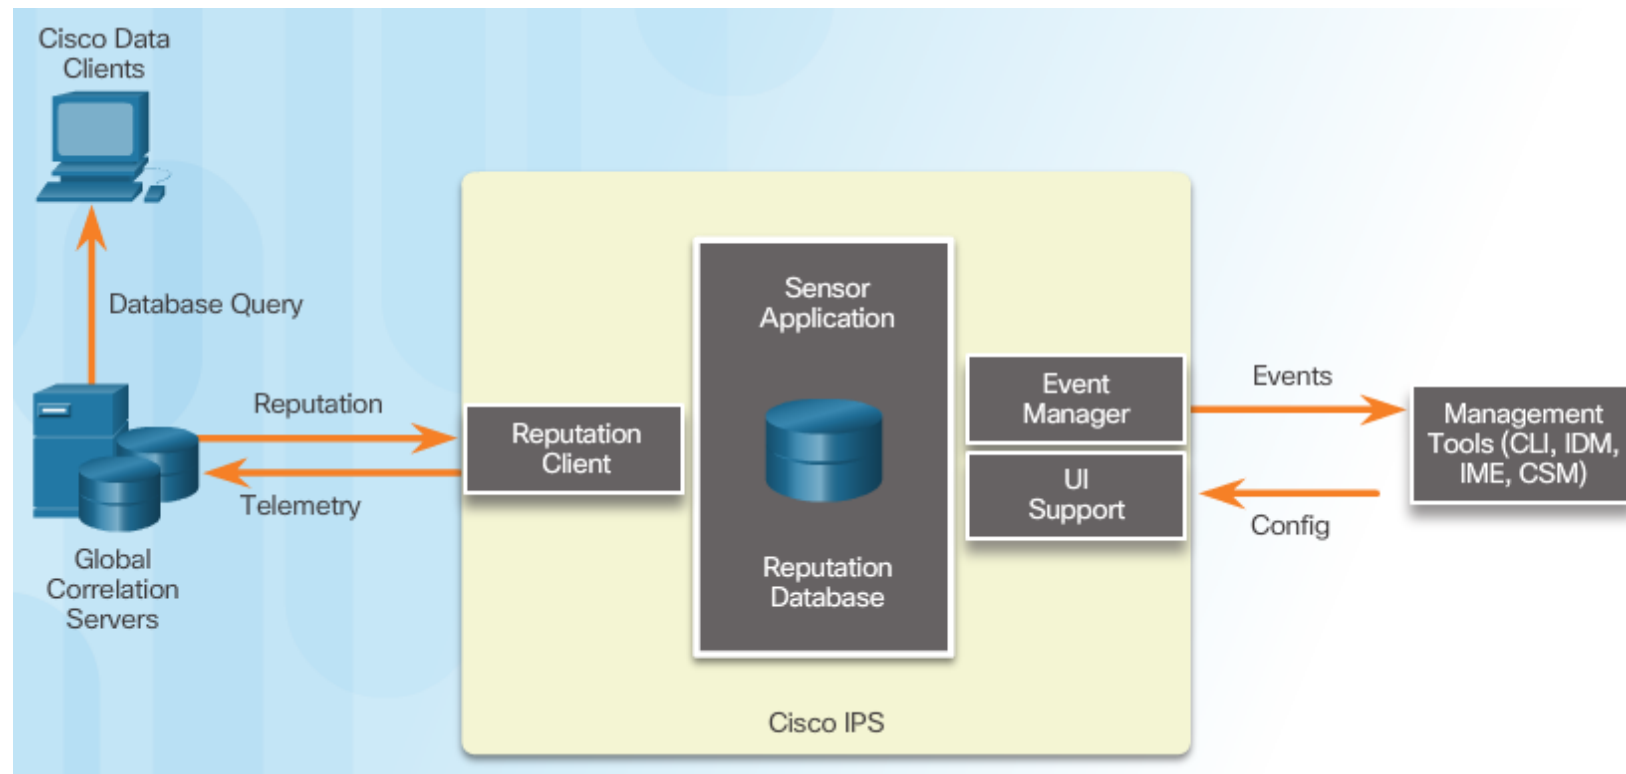 Cisco Data
Clients
Database Query
Reputation
Telemetry
Global
Correlation
Servers
Reputation
Client
Sensor
Application
Reputation
Database
Event
Manager
UI
Support
Cisco IPS
Events
Config
Management
Tools (CLI, IDM,
IME, CSM)